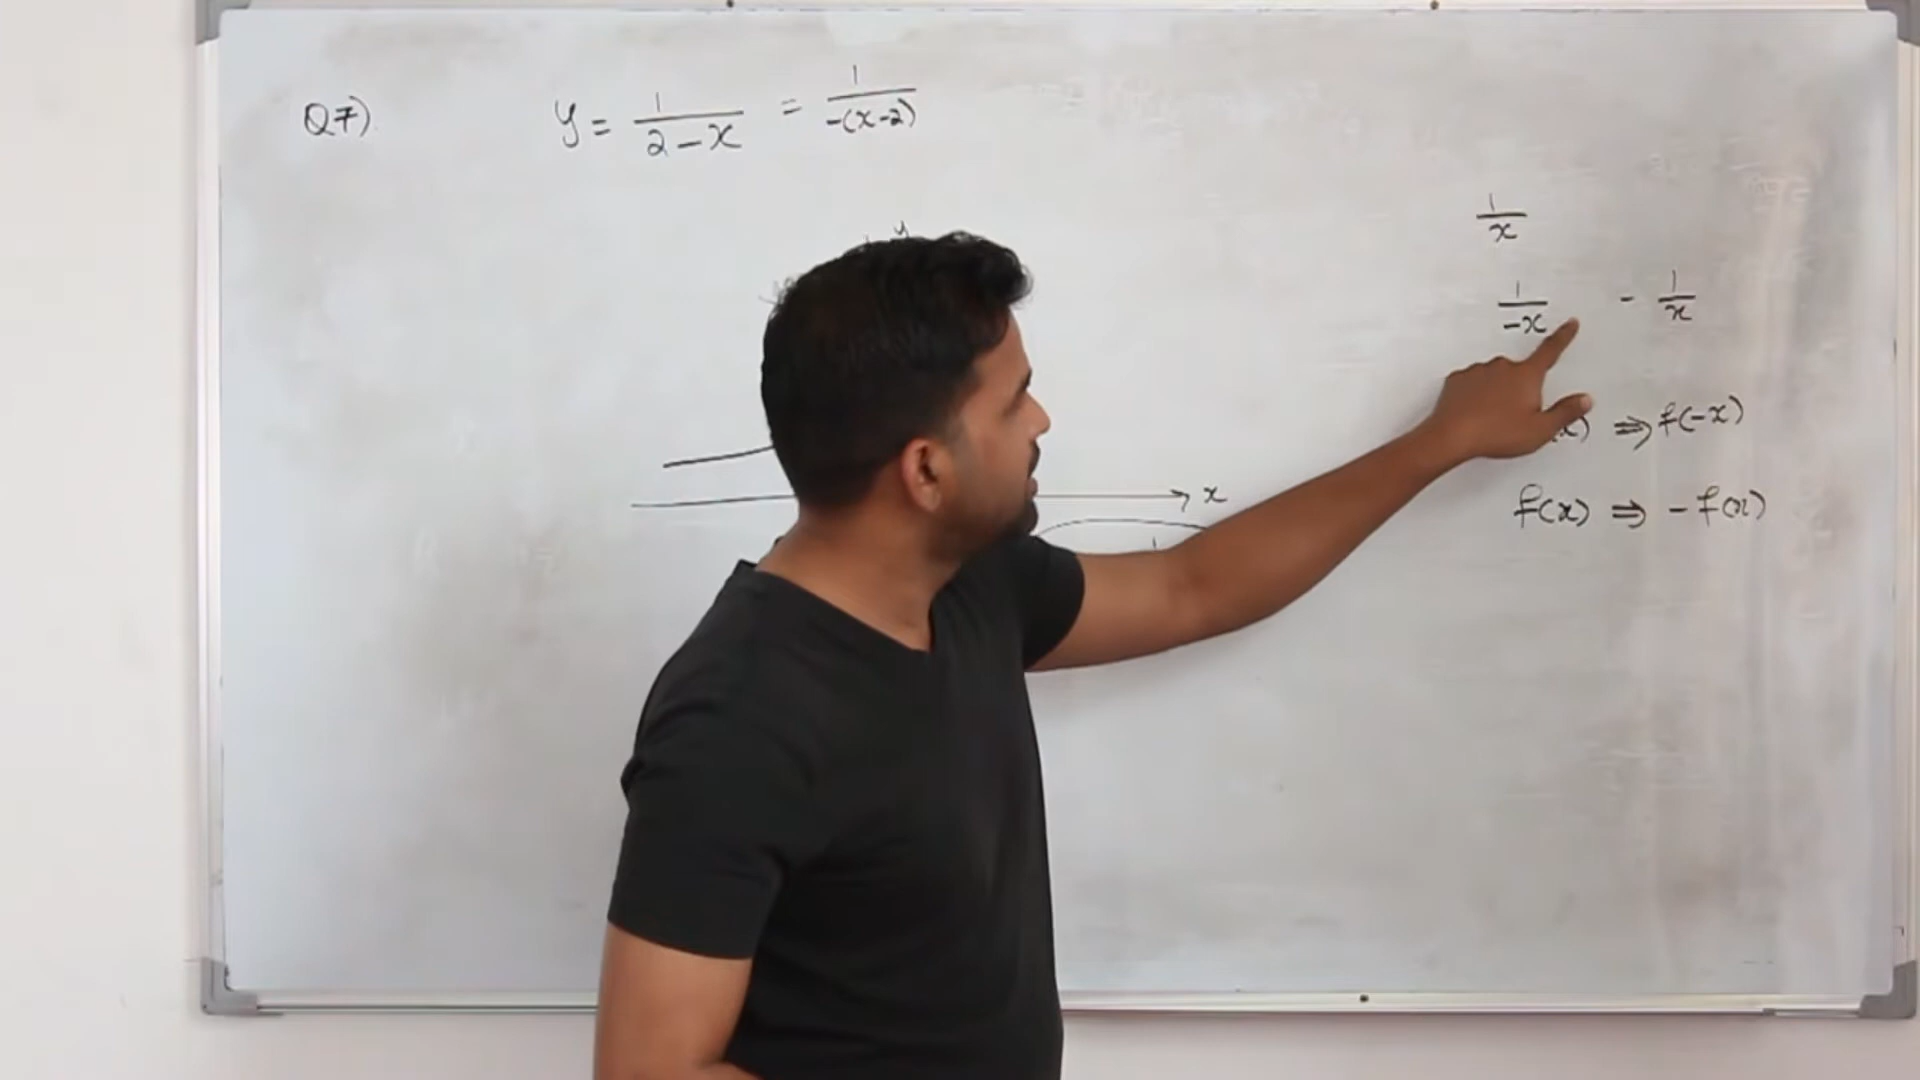 Q7) y = 1/(2-x) = 1/-(x-2)
y
1/x
1/-x - 1/x
(x) ⇒ f(-x)
x
f(x) ⇒ - f(x)